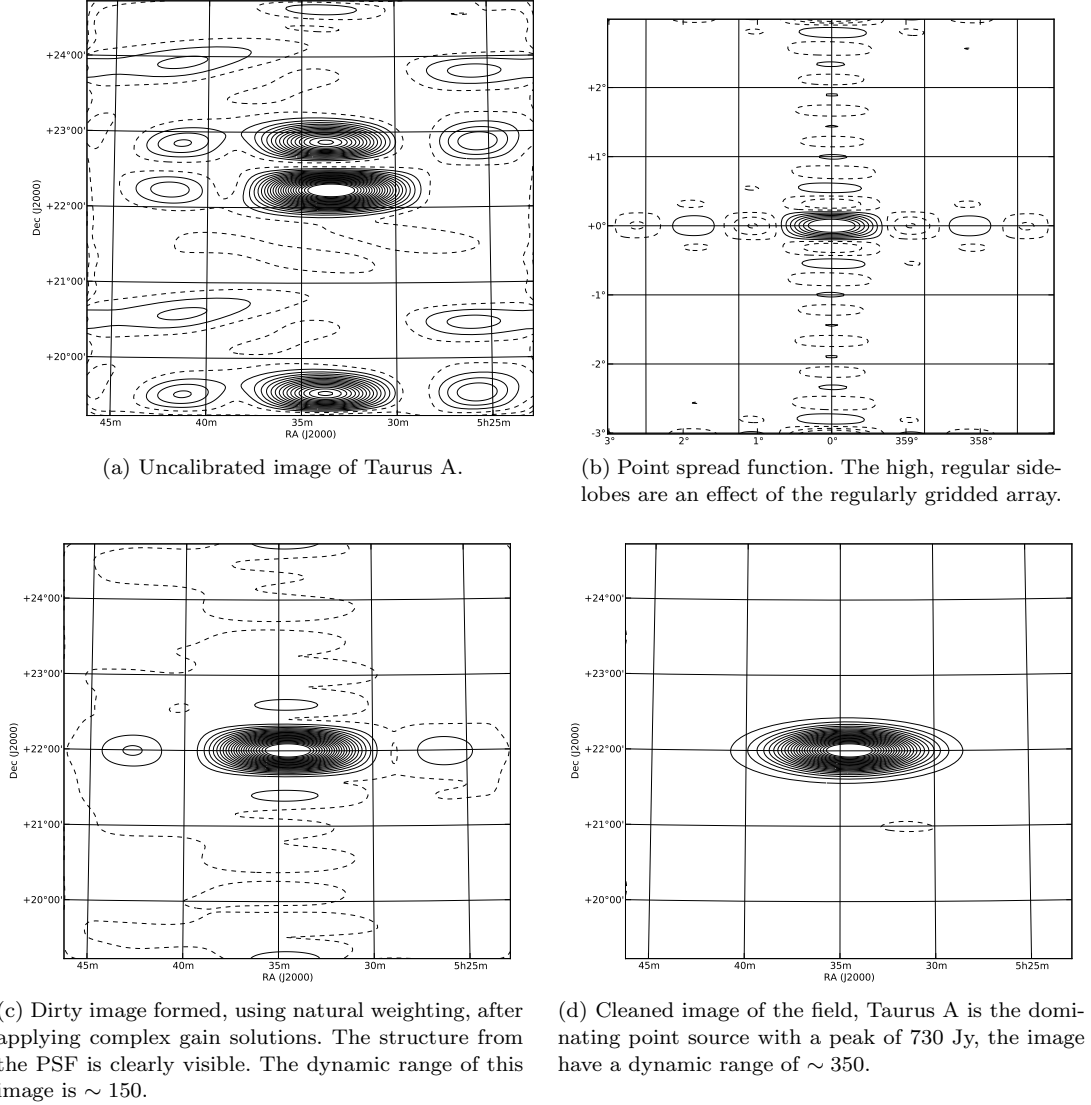 +24°00'
+23°00'
+22°00'
+21°00'
+20°00'
Dec (J2000)
45m 40m 35m 30m 5h25m
RA (J2000)
(a) Uncalibrated image of Taurus A.
+2°
+1°
+0°
-1°
-2°
-3°
3° 2° 1° 0° 359° 358°
(b) Point spread function. The high, regular side-
lobes are an effect of the regularly gridded array.
+24°00'
+23°00'
+22°00'
+21°00'
+20°00'
Dec (J2000)
45m 40m 35m 30m 5h25m
RA (J2000)
(c) Dirty image formed, using natural weighting, after
applying complex gain solutions. The structure from
the PSF is clearly visible. The dynamic range of this
image is ∼ 150.
+24°00'
+23°00'
+22°00'
+21°00'
+20°00'
Dec (J2000)
45m 40m 35m 30m 5h25m
RA (J2000)
(d) Cleaned image of the field, Taurus A is the domi-
nating point source with a peak of 730 Jy, the image
have a dynamic range of ∼ 350.